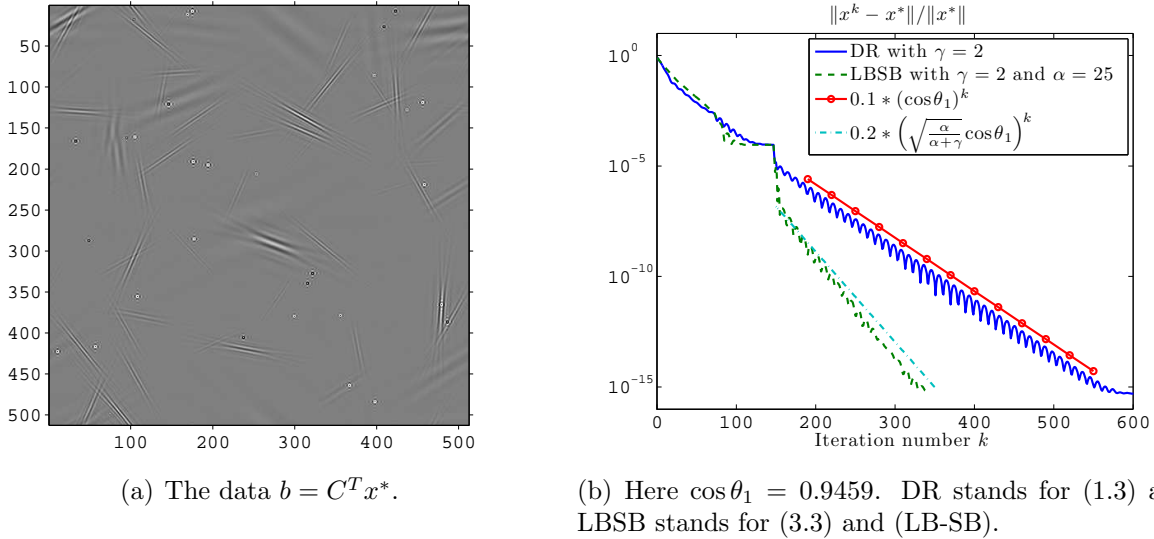 50
100
150
200
250
300
350
400
450
500
100 200 300 400 500
(a) The data b = C^T x*.
‖x^k − x*‖/‖x*‖
10^0
10^−5
10^−10
10^−15
DR with γ = 2
LBSB with γ = 2 and α = 25
0.1 * (cos θ_1)^k
0.2 * (√(α/(α+γ)) cos θ_1)^k
0 100 200 300 400 500 600
Iteration number k
(b) Here cos θ_1 = 0.9459. DR stands for (1.3) a
LBSB stands for (3.3) and (LB-SB).